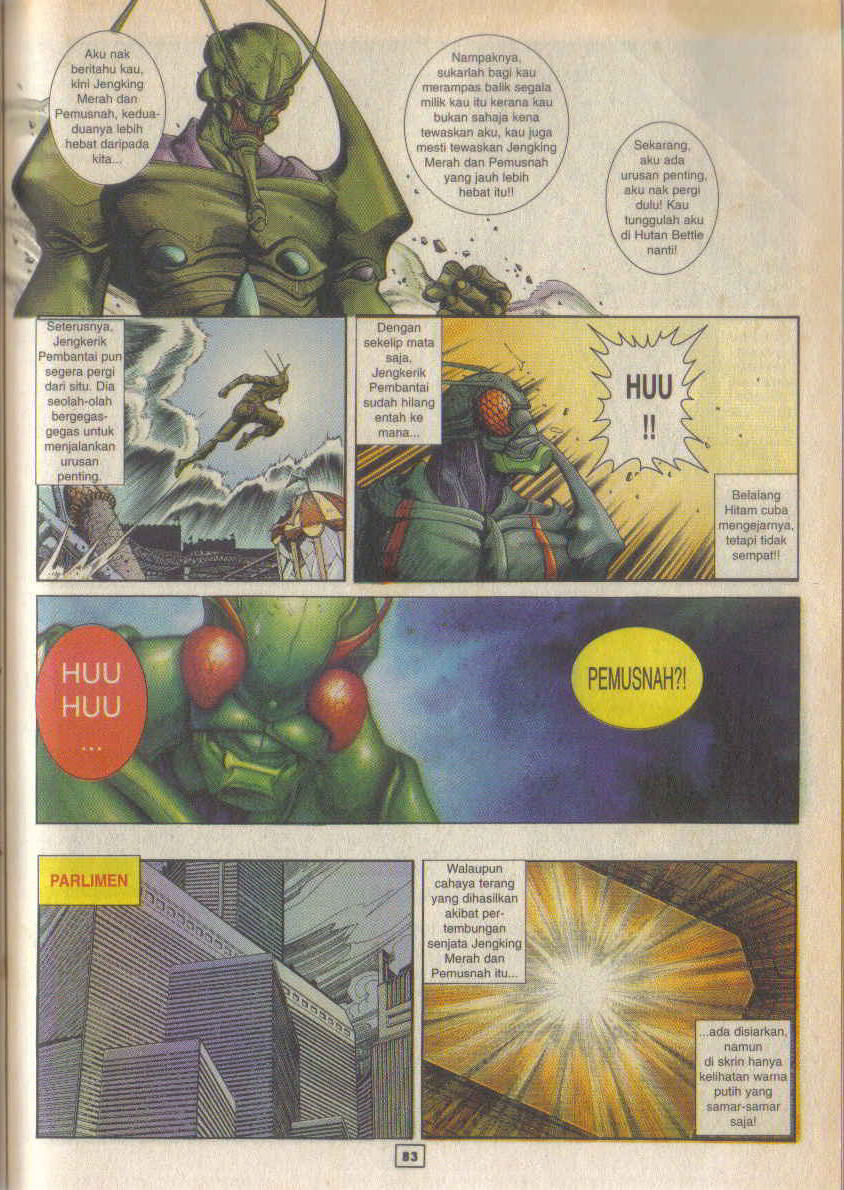 Aku nak
beritahu kau,
kini Jengking
Merah dan
Pemusnah, kedua-
duanya lebih
hebat daripada
kita...
Nampaknya,
sukarlah bagi kau
merampas balik segala
milik kau itu kerana kau
bukan sahaja kena
tewaskan aku, kau juga
mesti tewaskan Jengking
Merah dan Pemusnah
yang jauh lebih
hebat itu!!
Sekarang,
aku ada
urusan penting,
aku nak pergi
dulu! Kau
tunggulah aku
di Hutan Bettle
nanti!
Seterusnya,
Jengkerik
Pembantai pun
segera pergi
dari situ. Dia
seolah-olah
bergegas-
gegas untuk
menjalankan
urusan
penting.
Dengan
sekelip mata
saja,
Jengkerik
Pembantai
sudah hilang
entah ke
mana...
HUU
!!
Belalang
Hitam cuba
mengejarnya,
tetapi tidak
sempat!!
HUU
HUU
...
PEMUSNAH?!
PARLIMEN
Walaupun
cahaya terang
yang dihasilkan
akibat per-
tembungan
senjata Jengking
Merah dan
Pemusnah itu...
...ada disiarkan,
namun
di skrin hanya
kelihatan warna
putih yang
samar-samar
saja!
83